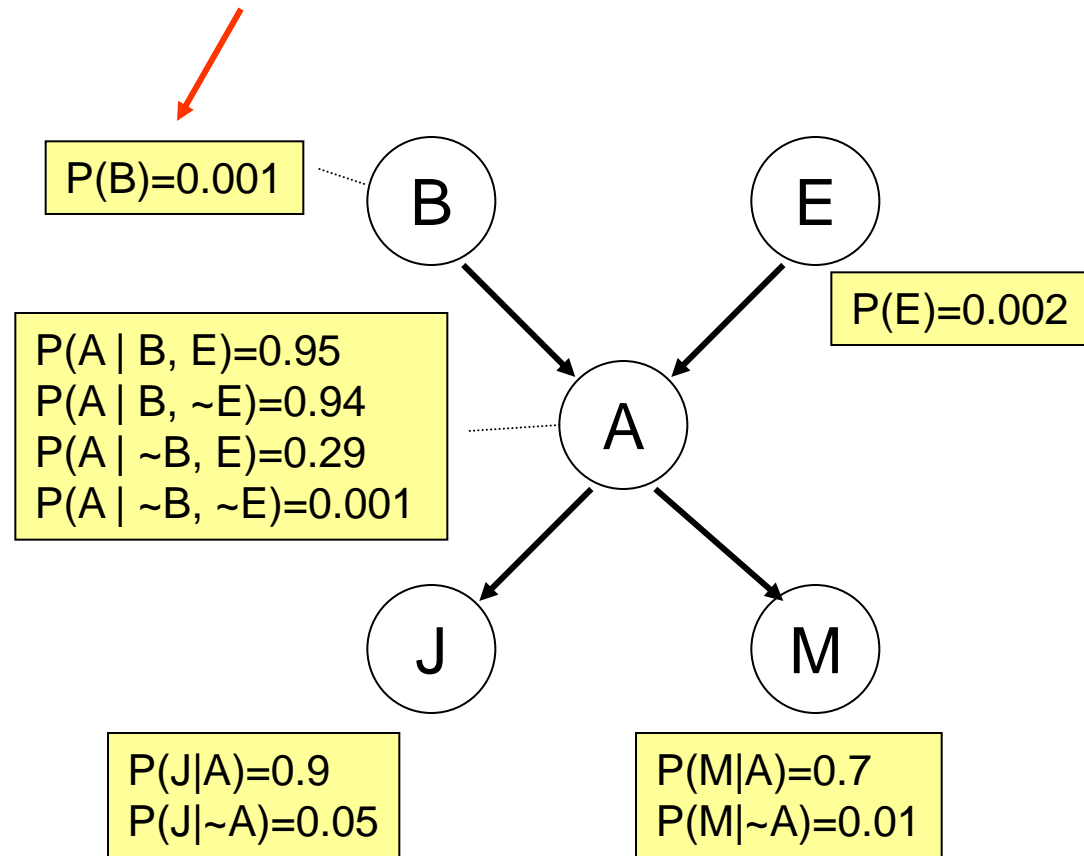 P(B)=0.001
B
E
P(E)=0.002
P(A | B, E)=0.95
P(A | B, ~E)=0.94
P(A | ~B, E)=0.29
P(A | ~B, ~E)=0.001
A
J
M
P(J|A)=0.9
P(J|~A)=0.05
P(M|A)=0.7
P(M|~A)=0.01